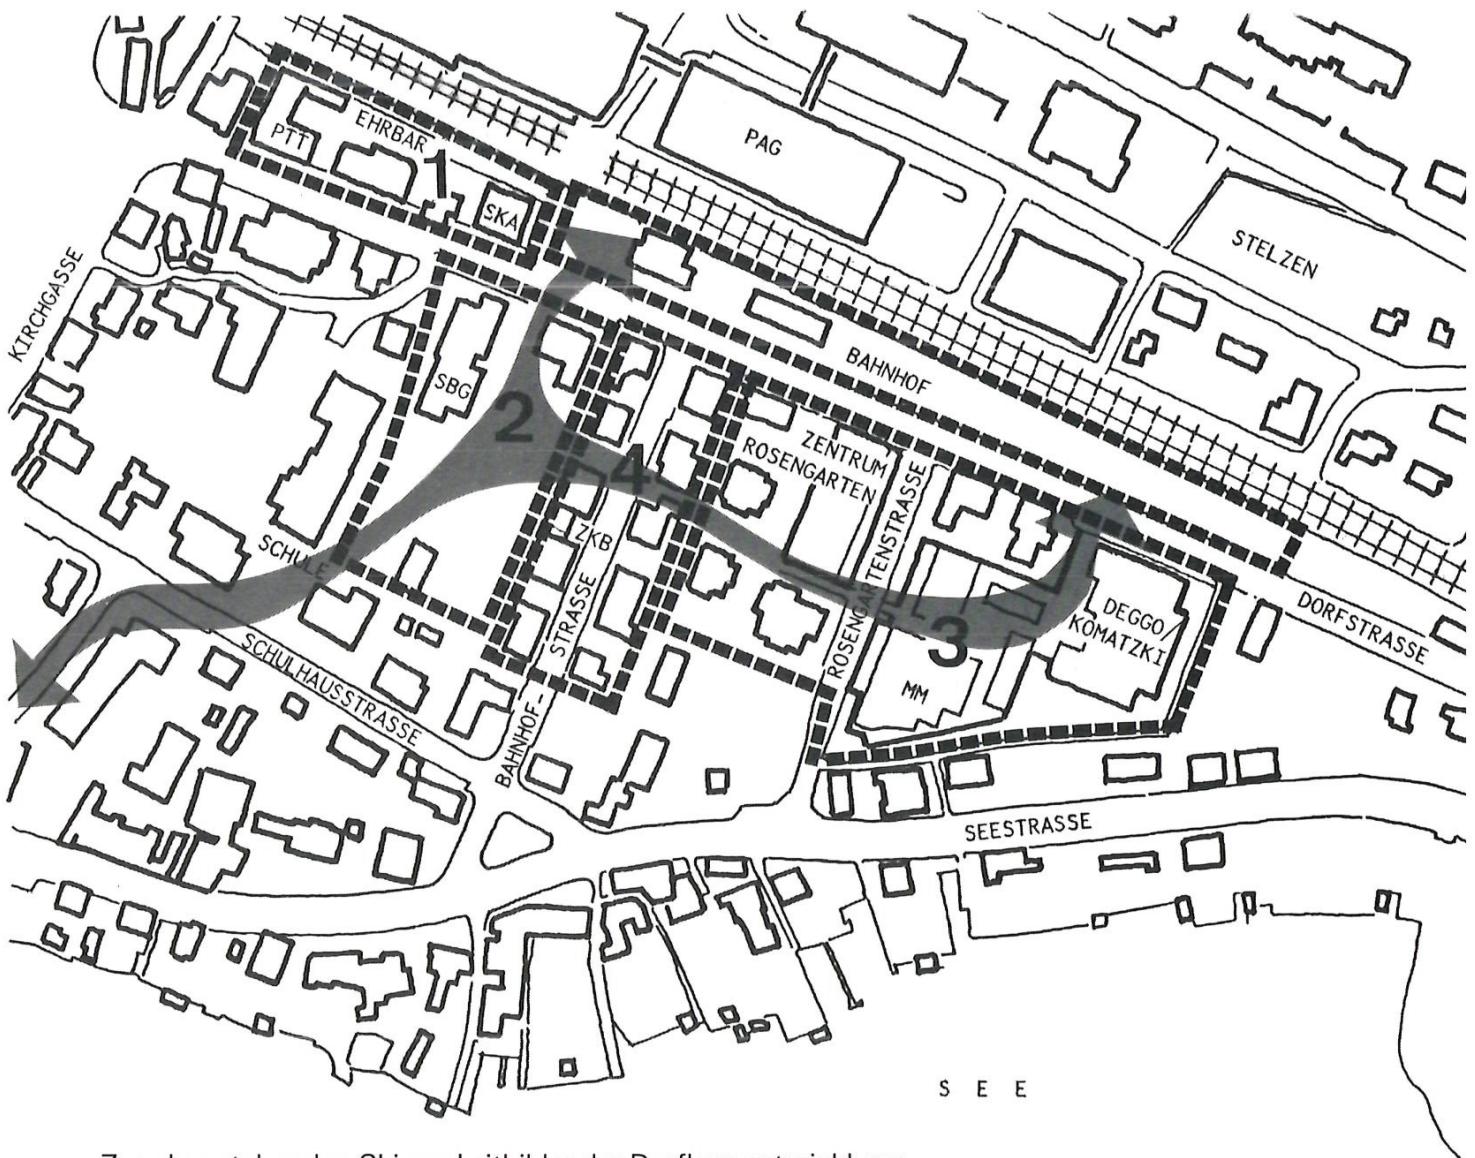 PTT
EHRBAR
1
SKA
PAG
STELZEN
KIRCHGASSE
SBG
BAHNHOF
2
ZENTRUM
ROSENGARTEN
4
ZKB
ROSENGARTENSTRASSE
SCHULE
STRASSE
BAHNHOF-
SCHULHAUSSTRASSE
3
MM
DEGGO/
KOMATZKI
DORFSTRASSE
SEESTRASSE
SEE